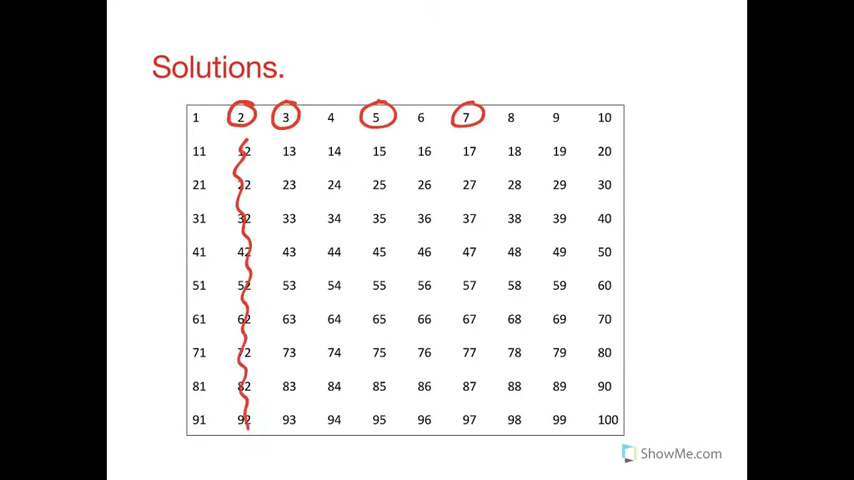 Solutions.
1 2 3 4 5 6 7 8 9 10
11 12 13 14 15 16 17 18 19 20
21 22 23 24 25 26 27 28 29 30
31 32 33 34 35 36 37 38 39 40
41 42 43 44 45 46 47 48 49 50
51 52 53 54 55 56 57 58 59 60
61 62 63 64 65 66 67 68 69 70
71 72 73 74 75 76 77 78 79 80
81 82 83 84 85 86 87 88 89 90
91 92 93 94 95 96 97 98 99 100
ShowMe.com